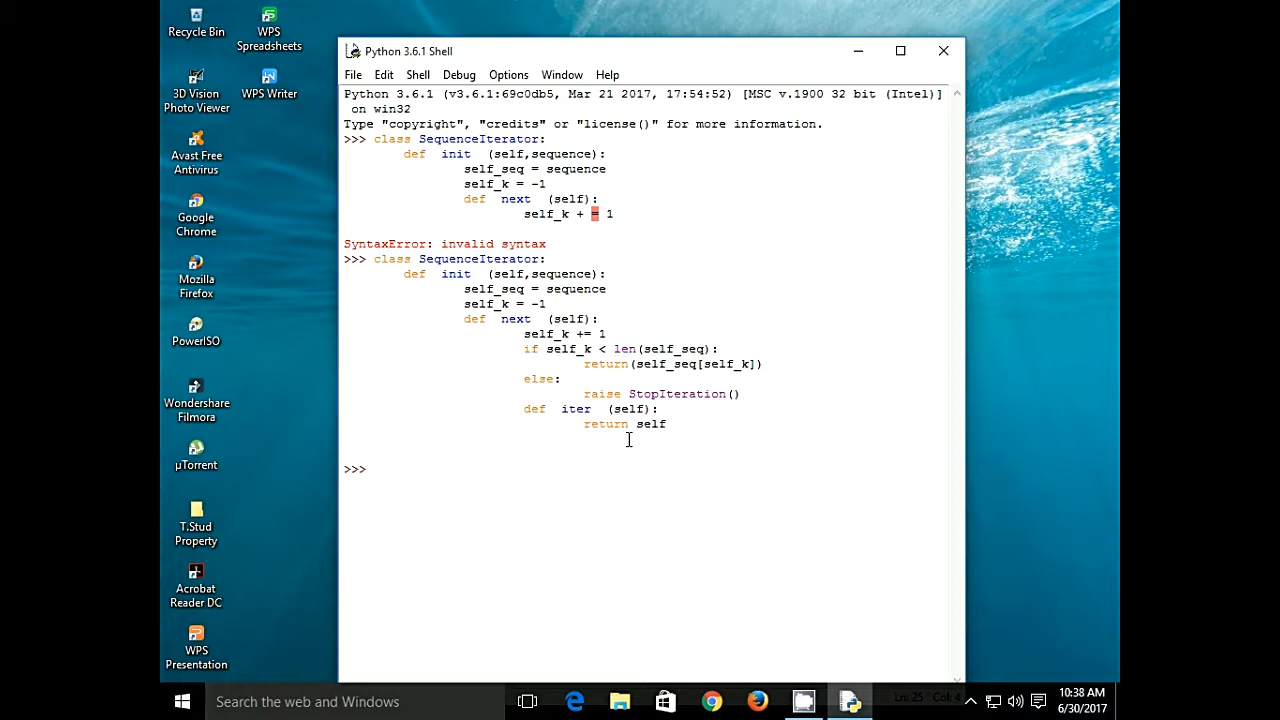 Recycle Bin
WPS Spreadsheets
3D Vision Photo Viewer
WPS Writer
Avast Free Antivirus
Google Chrome
Mozilla Firefox
PowerISO
Wondershare Filmora
µTorrent
T.Stud Property
Acrobat Reader DC
WPS Presentation
Python 3.6.1 Shell
File Edit Shell Debug Options Window Help
Python 3.6.1 (v3.6.1:69c0db5, Mar 21 2017, 17:54:52) [MSC v.1900 32 bit (Intel)]
on win32
Type "copyright", "credits" or "license()" for more information.
>>> class SequenceIterator:
def  init  (self,sequence):
self_seq = sequence
self_k = -1
def  next  (self):
self_k + = 1
SyntaxError: invalid syntax
>>> class SequenceIterator:
def  init  (self,sequence):
self_seq = sequence
self_k = -1
def  next  (self):
self_k += 1
if self_k < len(self_seq):
return(self_seq[self_k])
else:
raise StopIteration()
def  iter  (self):
return self
>>>
Ln: 25 Col: 4
Search the web and Windows
10:38 AM
6/30/2017